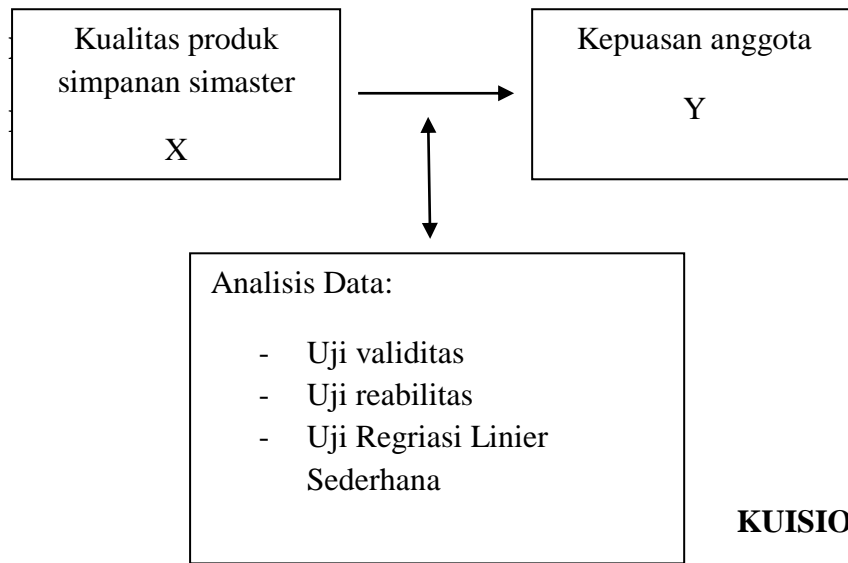 Kualitas produk
simpanan simaster
X
Kepuasan anggota
Y
Analisis Data:
- Uji validitas
- Uji reabilitas
- Uji Regriasi Linier
Sederhana
KUISIO